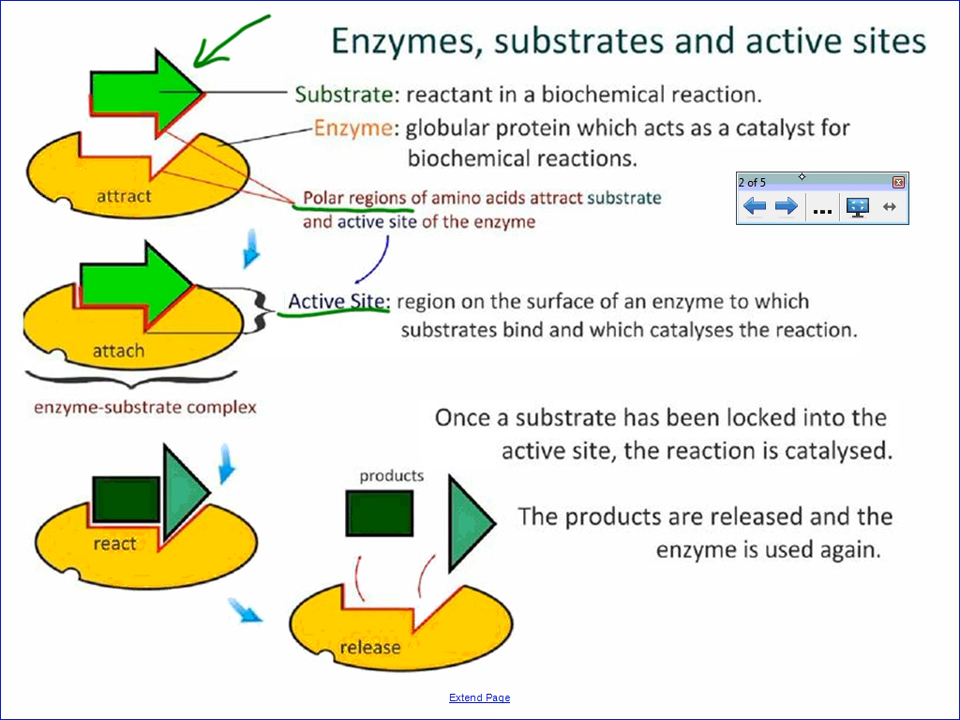 Enzymes, substrates and active sites
Substrate: reactant in a biochemical reaction.
Enzyme: globular protein which acts as a catalyst for
biochemical reactions.
attract
Polar regions of amino acids attract substrate
and active site of the enzyme
2 of 5
...
Active Site: region on the surface of an enzyme to which
substrates bind and which catalyses the reaction.
attach
enzyme-substrate complex
Once a substrate has been locked into the
active site, the reaction is catalysed.
products
react
The products are released and the
enzyme is used again.
release
Extend Page